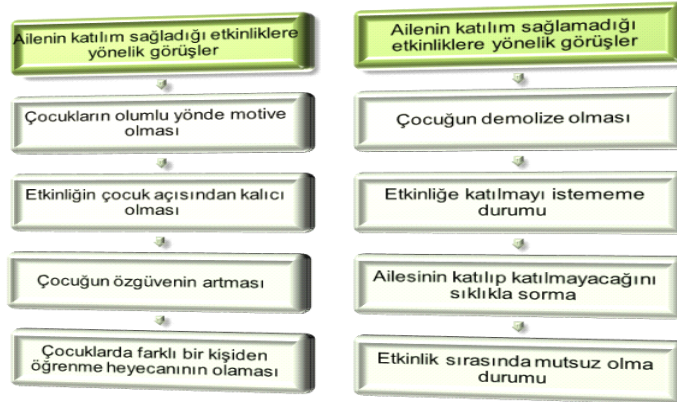 Ailenin katılım sağladığı etkinliklere
yönelik görüşler
Çocukların olumlu yönde motive
olması
Etkinliğin çocuk açısından kalıcı
olması
Çocuğun özgüvenin artması
Çocuklarda farklı bir kişiden
öğrenme heyecanının olaması
Ailenin katılım sağlamadığı
etkinliklere yönelik görüşler
Çocuğun demolize olması
Etkinliğe katılmayı istememe
durumu
Ailesinin katılıp katılmayacağını
sıklıkla sorma
Etkinlik sırasında mutsuz olma
durumu